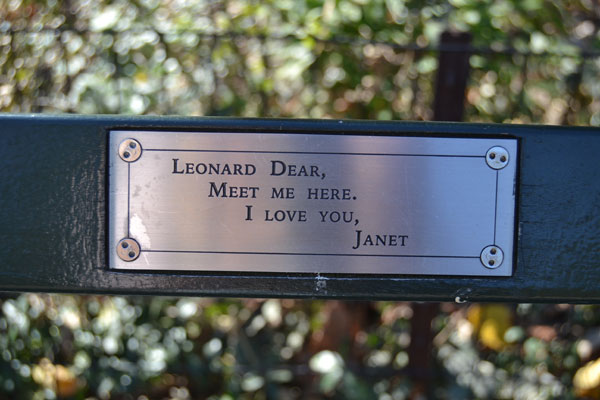 Leonard Dear,
Meet me here.
I love you,
Janet